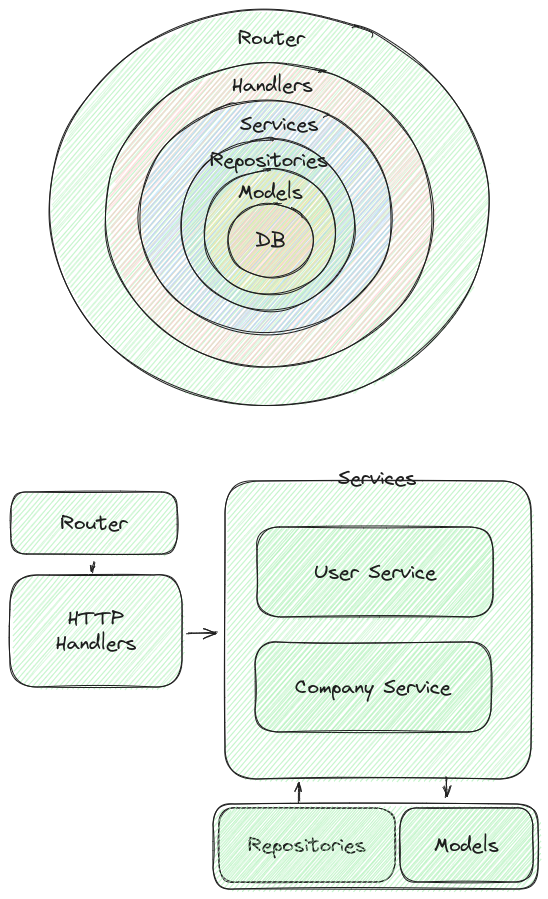 Router
Handlers
Services
Repositories
Models
DB
Services
Router
User Service
HTTP
Handlers
Company Service
Repositories
Models